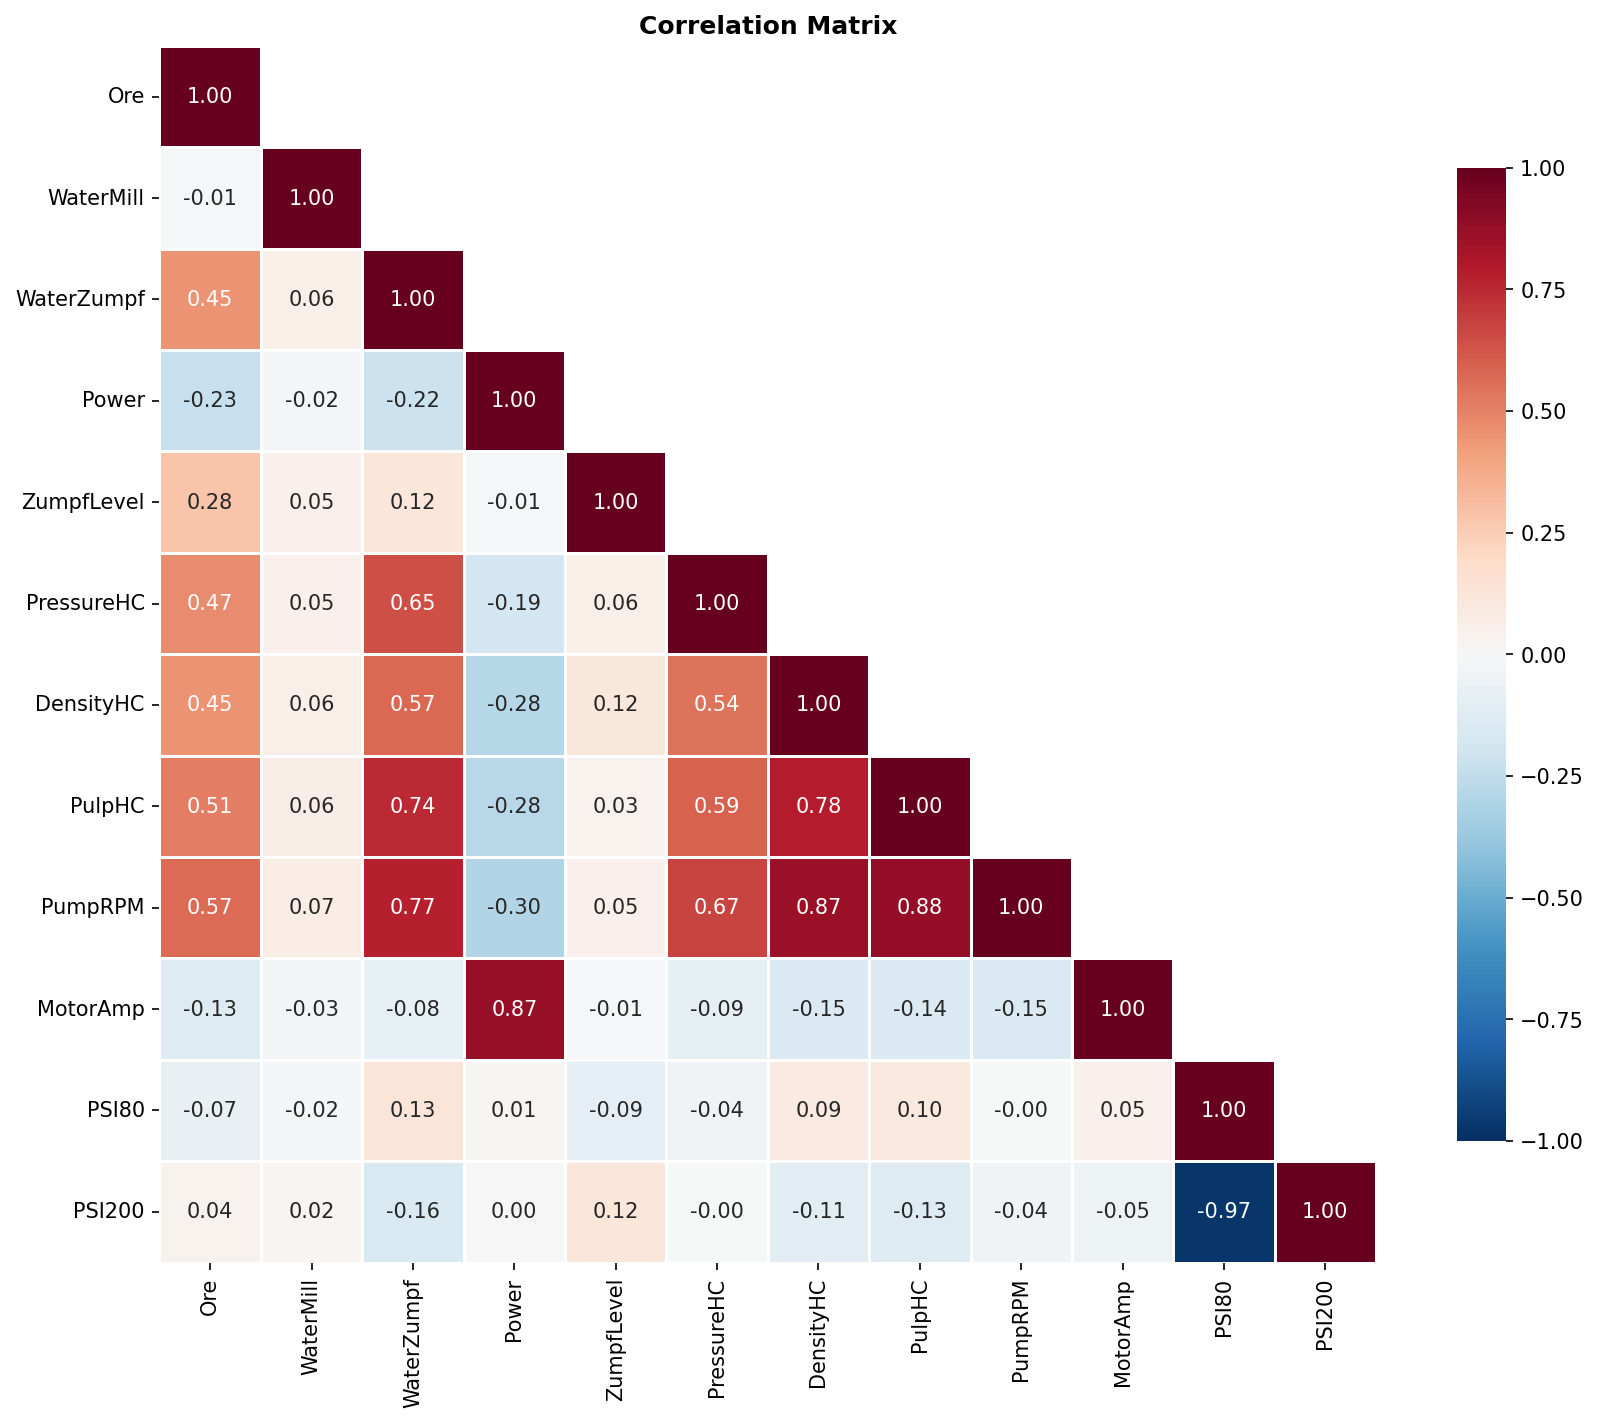 Correlation Matrix
Ore 1.00
WaterMill -0.01 1.00
WaterZumpf 0.45 0.06 1.00
Power -0.23 -0.02 -0.22 1.00
ZumpfLevel 0.28 0.05 0.12 -0.01 1.00
PressureHC 0.47 0.05 0.65 -0.19 0.06 1.00
DensityHC 0.45 0.06 0.57 -0.28 0.12 0.54 1.00
PulpHC 0.51 0.06 0.74 -0.28 0.03 0.59 0.78 1.00
PumpRPM 0.57 0.07 0.77 -0.30 0.05 0.67 0.87 0.88 1.00
MotorAmp -0.13 -0.03 -0.08 0.87 -0.01 -0.09 -0.15 -0.14 -0.15 1.00
PSI80 -0.07 -0.02 0.13 0.01 -0.09 -0.04 0.09 0.10 -0.00 0.05 1.00
PSI200 0.04 0.02 -0.16 0.00 0.12 -0.00 -0.11 -0.13 -0.04 -0.05 -0.97 1.00
Ore WaterMill WaterZumpf Power ZumpfLevel PressureHC DensityHC PulpHC PumpRPM MotorAmp PSI80 PSI200
1.00
0.75
0.50
0.25
0.00
−0.25
−0.50
−0.75
−1.00